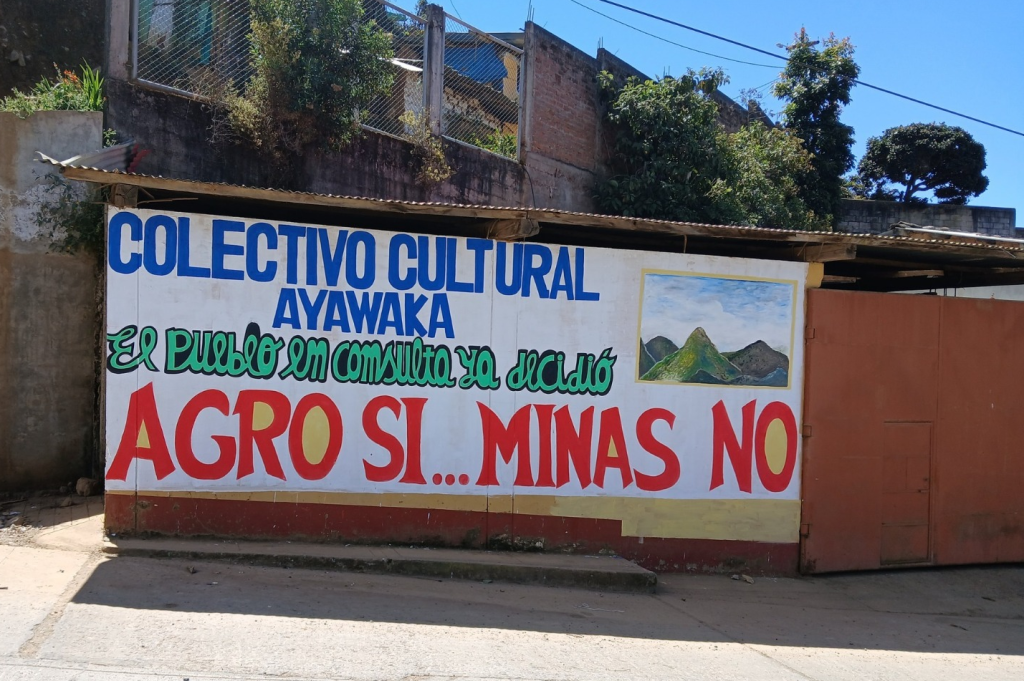 COLECTIVO CULTURAL
AYAWAKA
El Pueblo en consulta ya decidió
AGRO SI... MINAS NO